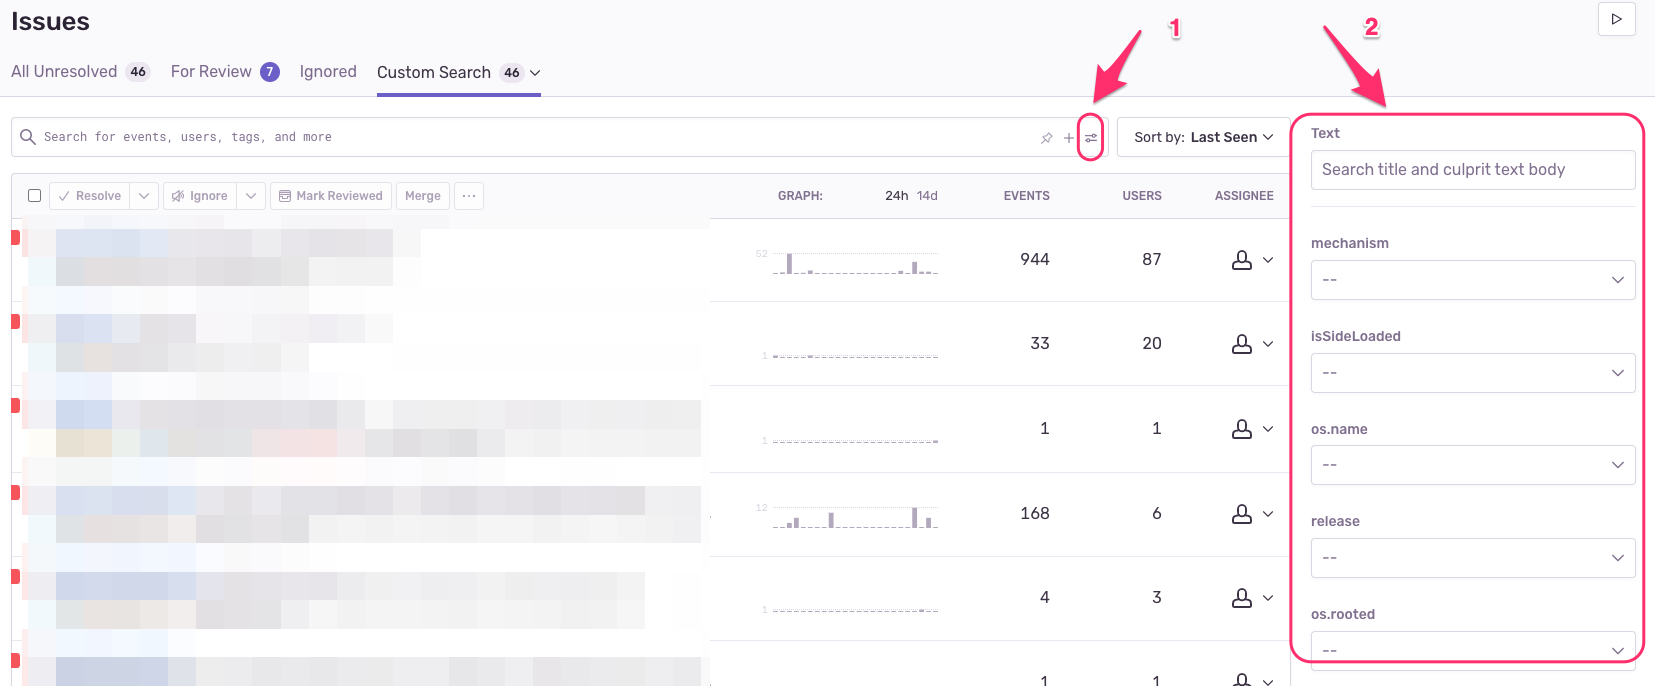 Issues
1
2
All Unresolved 46 For Review 7 Ignored Custom Search 46
Search for events, users, tags, and more
Sort by: Last Seen
Resolve Ignore Mark Reviewed Merge ...
GRAPH: 24h 14d EVENTS USERS ASSIGNEE
52 944 87
1 33 20
1 1 1
12 168 6
1 4 3
1 1
Text
Search title and culprit text body
mechanism
--
isSideLoaded
--
os.name
--
release
--
os.rooted
--